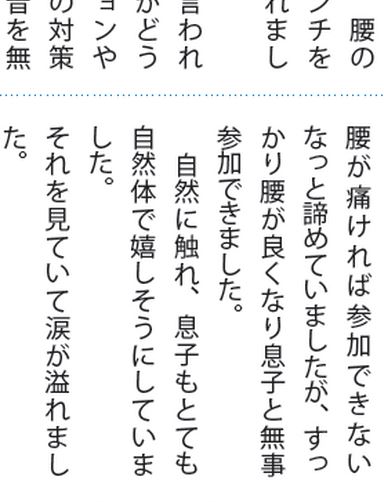 腰の
ンチを
れまし
言われ
がどう
ョンや
の対策
音を無
腰が痛ければ参加できない
なっと諦めていましたが、すっ
かり腰が良くなり息子と無事
参加できました。
自然に触れ、息子もとても
自然体で嬉しそうにしていま
した。
それを見ていて涙が溢れまし
た。